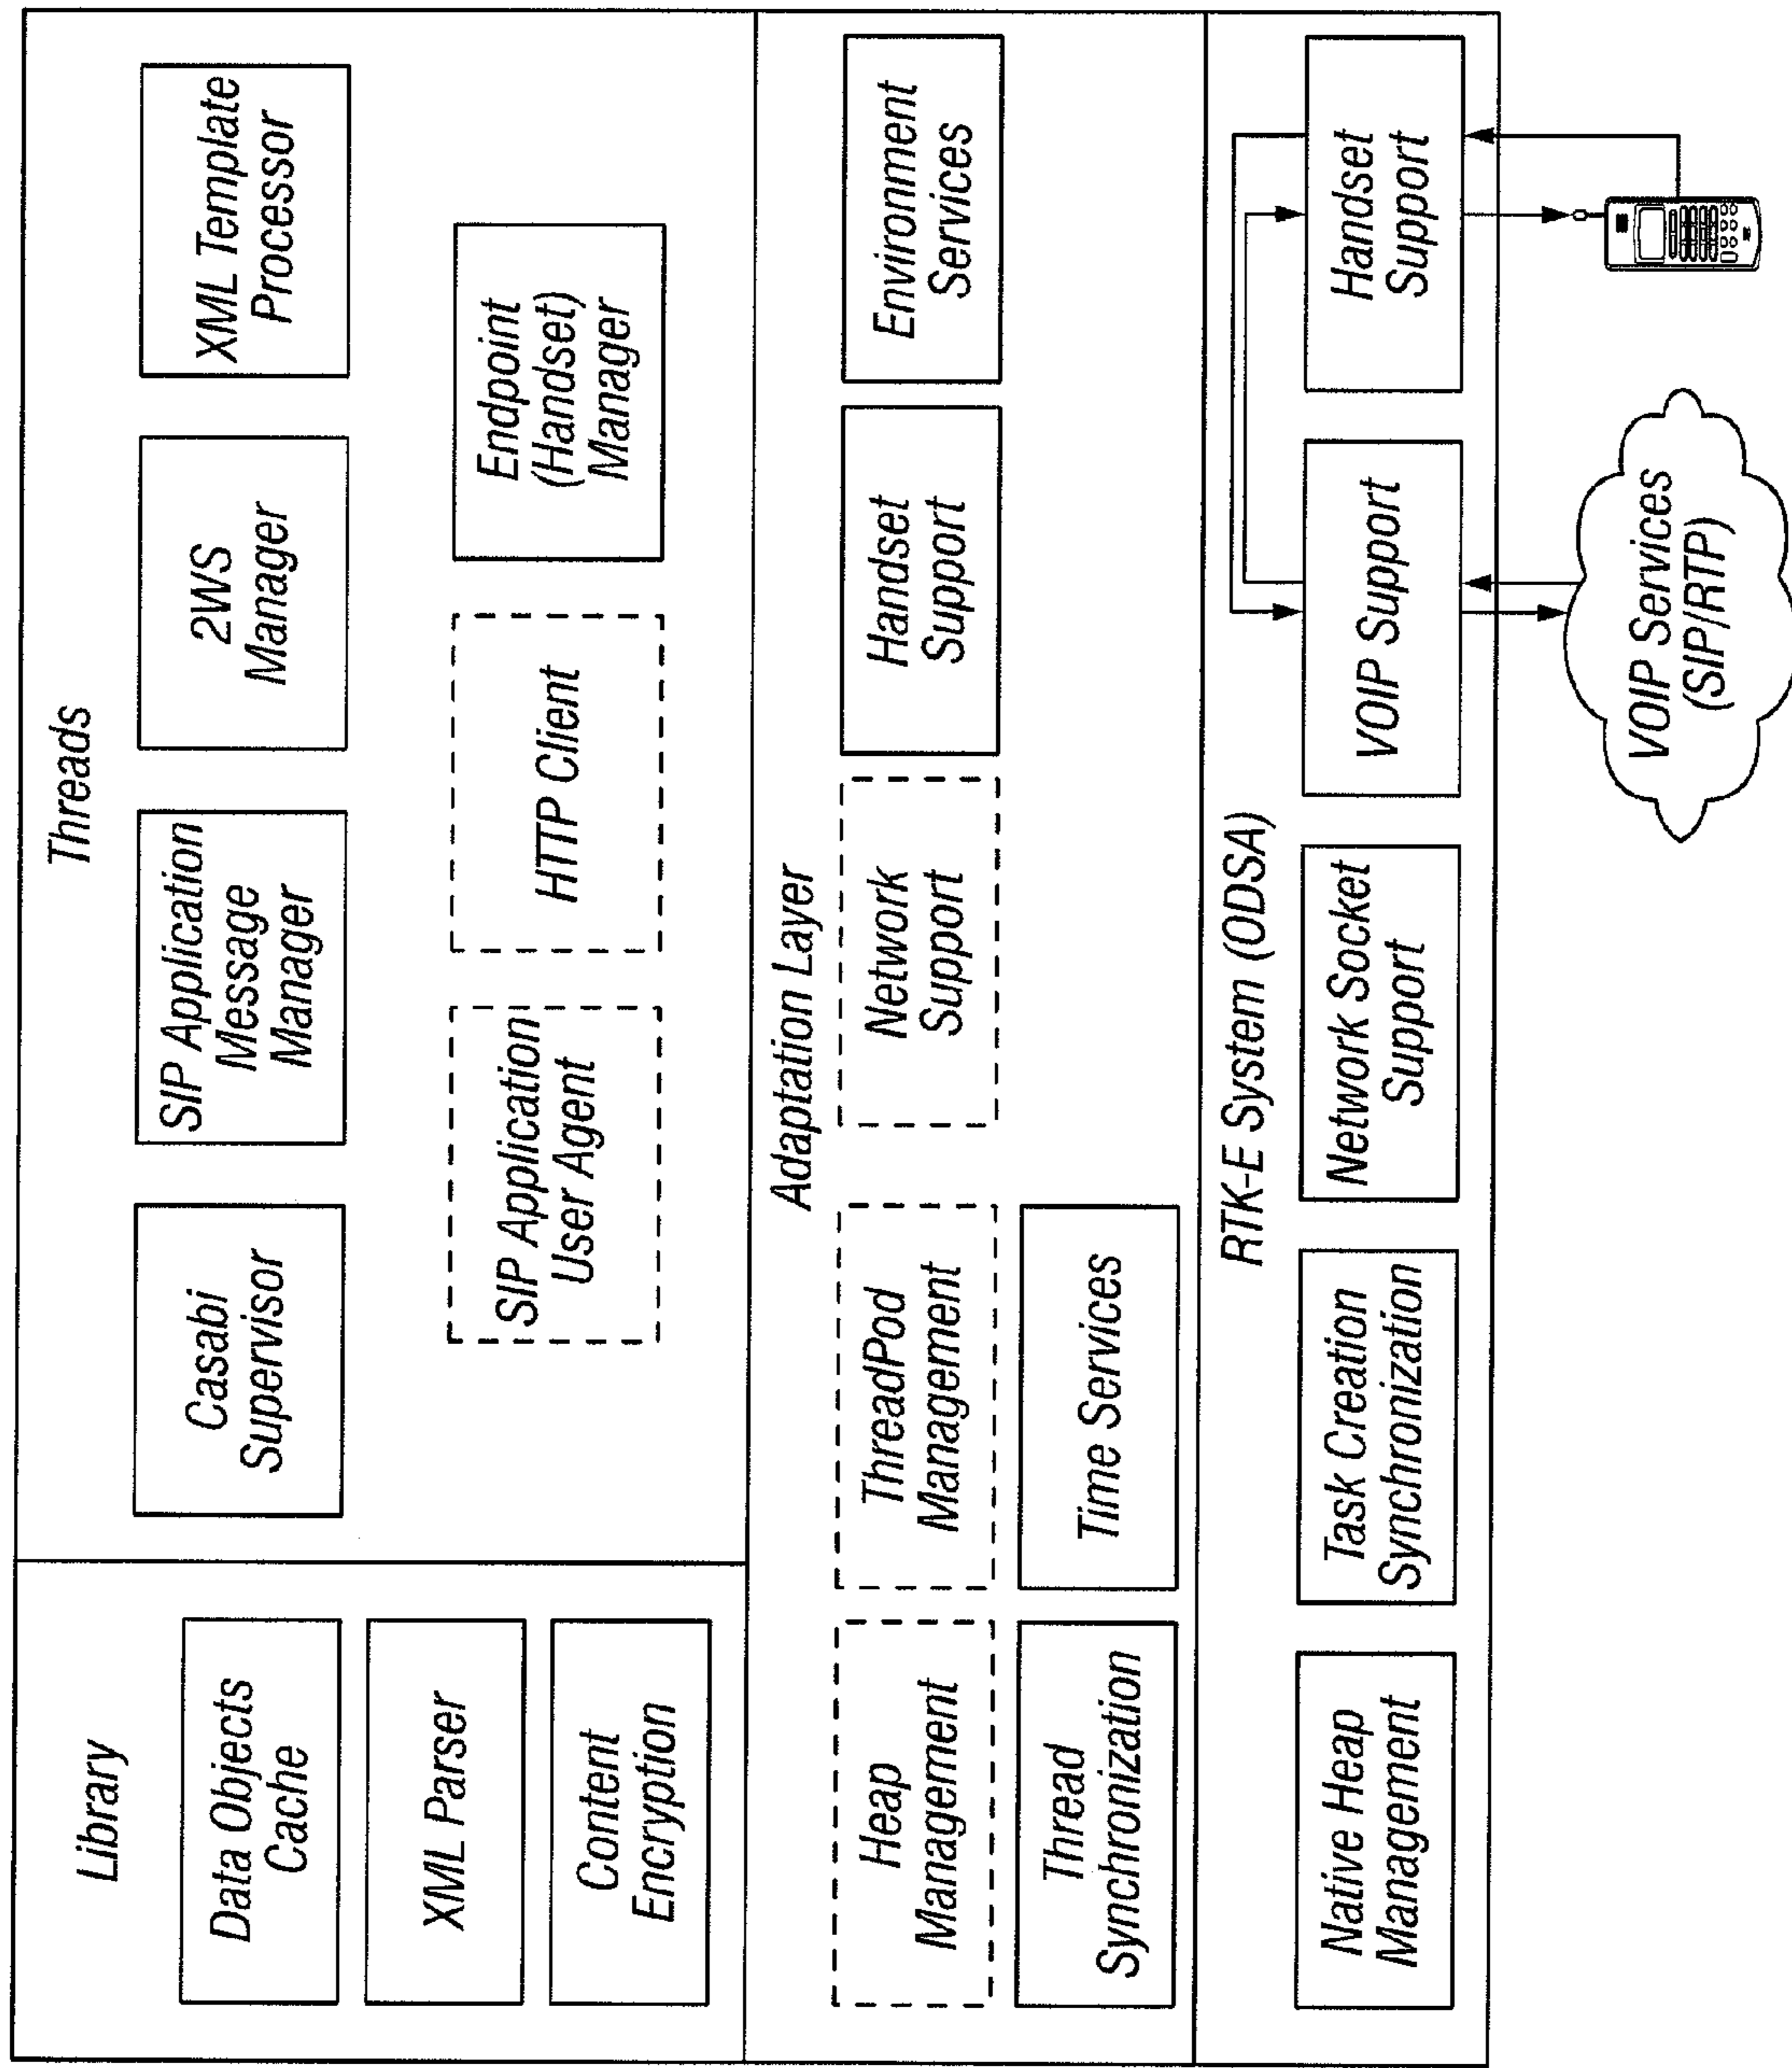 Library
Data Objects
Cache
XML Parser
Content
Encryption
Threads
Casabi
Supervisor
SIP Application
Message
Manager
2WS
Manager
XML Template
Processor
SIP Application
User Agent
HTTP Client
Endpoint
(Handset)
Manager
Adaptation Layer
Heap
Management
ThreadPod
Management
Network
Support
Handset
Support
Environment
Services
Thread
Synchronization
Time Services
RTK-E System (ODSA)
Native Heap
Management
Task Creation
Synchronization
Network Socket
Support
VOIP Support
Handset
Support
VOIP Services
(SIP/RTP)